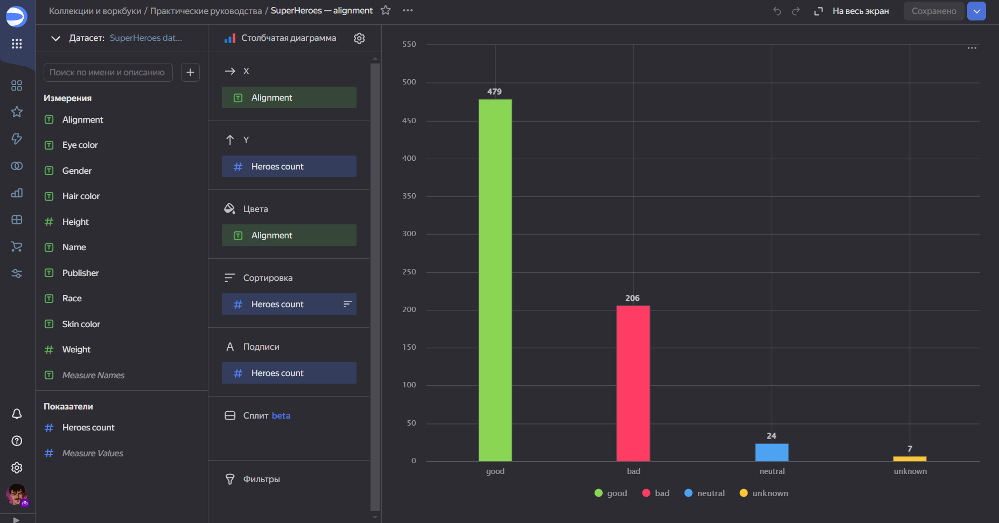 Коллекции и воркбуки / Практические руководства / SuperHeroes — alignment
На весь экран
Сохранено
Датасет: SuperHeroes dat...
Поиск по имени и описанию
Измерения
Alignment
Eye color
Gender
Hair color
Height
Name
Publisher
Race
Skin color
Weight
Measure Names
Показатели
Heroes count
Measure Values
Столбчатая диаграмма
X
Alignment
Y
Heroes count
Цвета
Alignment
Сортировка
Heroes count
Подписи
Heroes count
Сплит beta
Фильтры
550
500
450
400
350
300
250
200
150
100
50
0
479
206
24
7
good
bad
neutral
unknown
good
bad
neutral
unknown